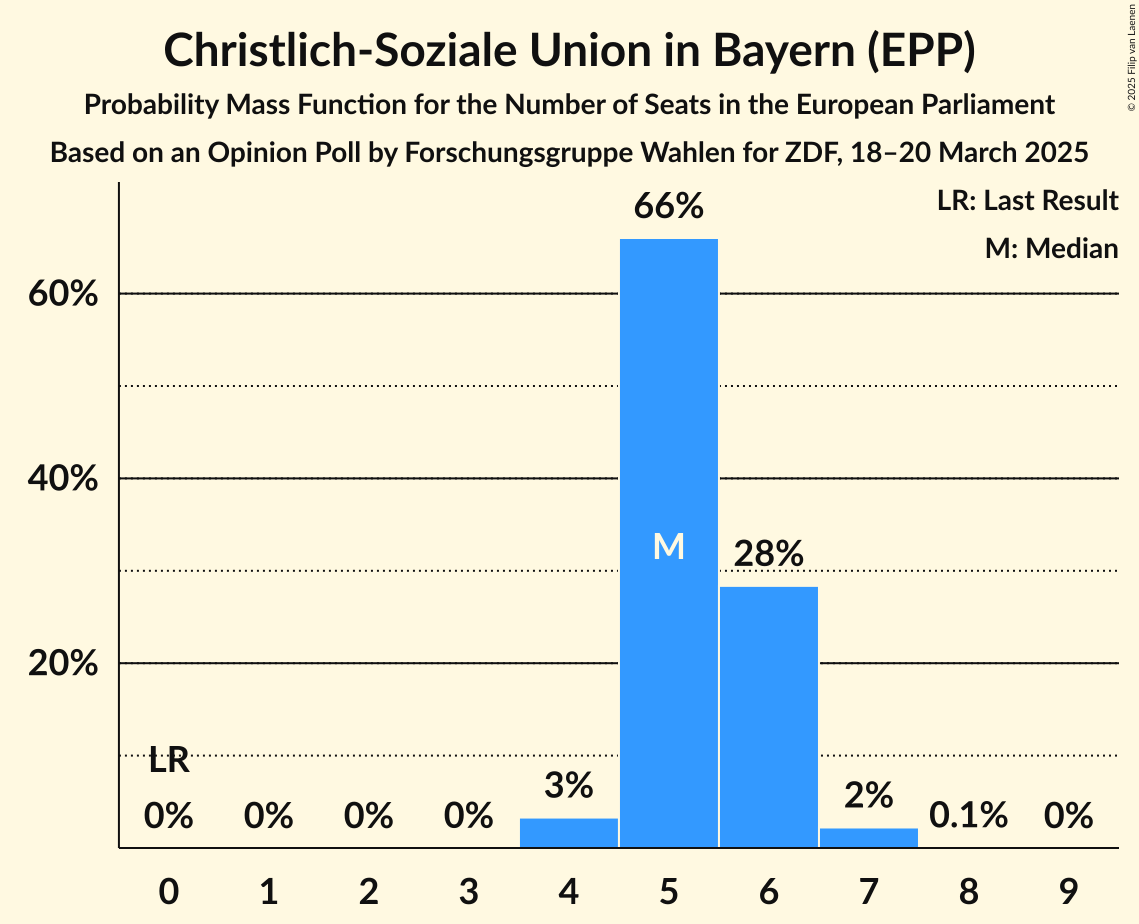 Christlich-Soziale Union in Bayern (EPP)
Probability Mass Function for the Number of Seats in the European Parliament
Based on an Opinion Poll by Forschungsgruppe Wahlen for ZDF, 18–20 March 2025
© 2025 Filip van Laenen
LR: Last Result
M: Median
66%
60%
40%
M
28%
20%
LR
0%
0%
0%
0%
3%
2%
0.1%
0%
0 1 2 3 4 5 6 7 8 9